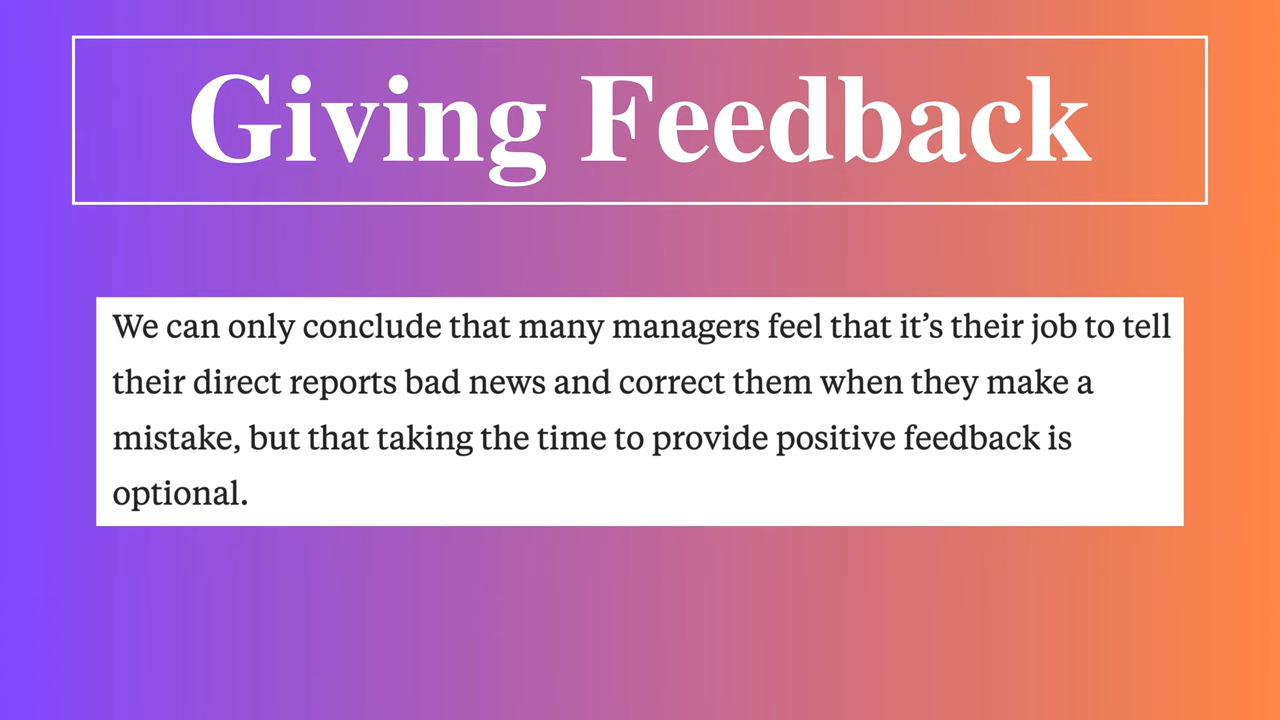 Giving Feedback
We can only conclude that many managers feel that it’s their job to tell
their direct reports bad news and correct them when they make a
mistake, but that taking the time to provide positive feedback is
optional.